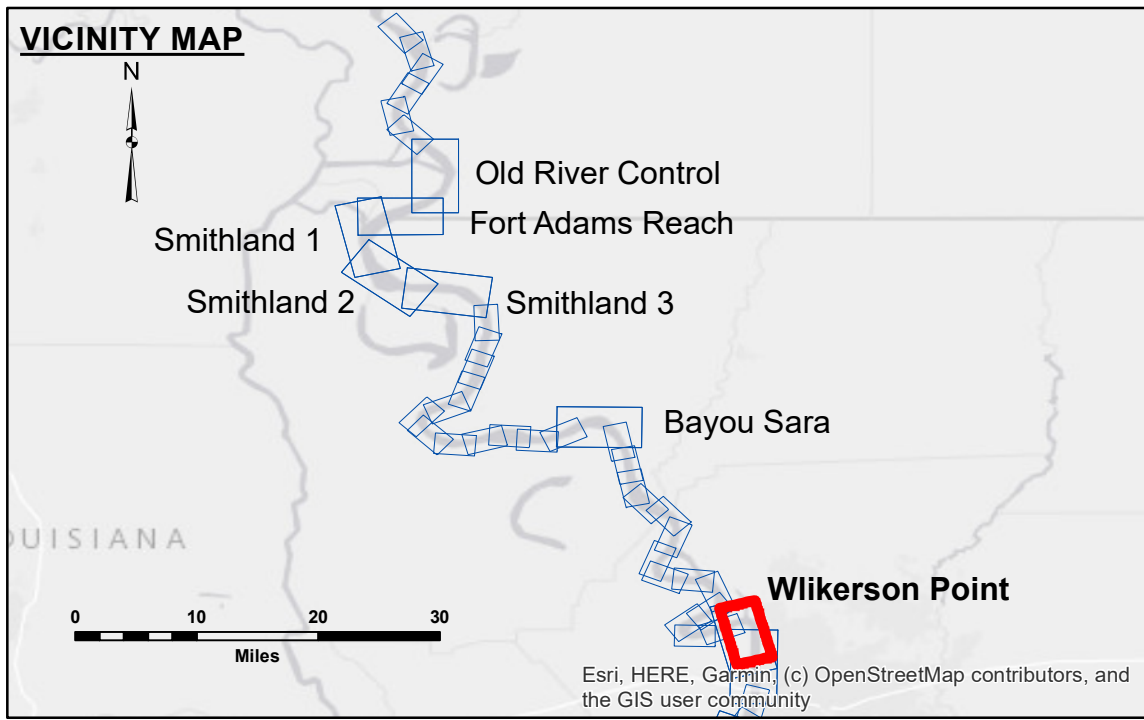 VICINITY MAP
N
Old River Control
Fort Adams Reach
Smithland 1
Smithland 2
Smithland 3
Bayou Sara
OUISIANA
Wlikerson Point
0 10 20 30
Miles
Esri, HERE, Garmin, (c) OpenStreetMap contributors, and
the GIS user community